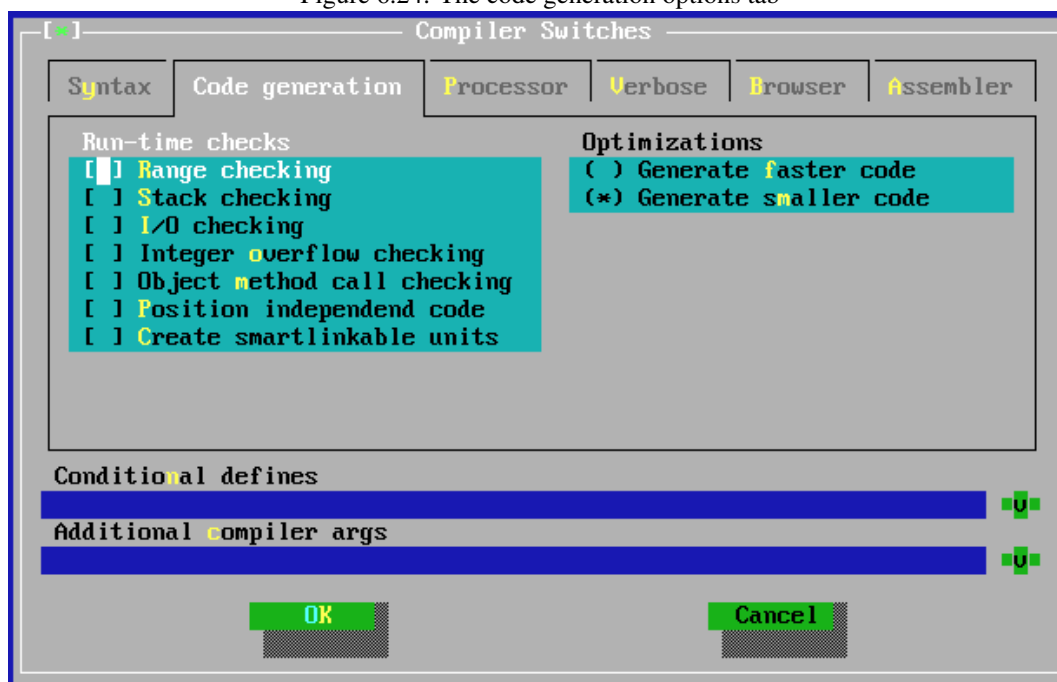 Figure 6.24: The code generation options tab
[*] Compiler Switches
Syntax Code generation Processor Verbose Browser Assembler
Run-time checks
[ ] Range checking
[ ] Stack checking
[ ] I/O checking
[ ] Integer overflow checking
[ ] Object method call checking
[ ] Position independend code
[ ] Create smartlinkable units
Optimizations
( ) Generate faster code
(*) Generate smaller code
Conditional defines
Additional compiler args
OK Cancel